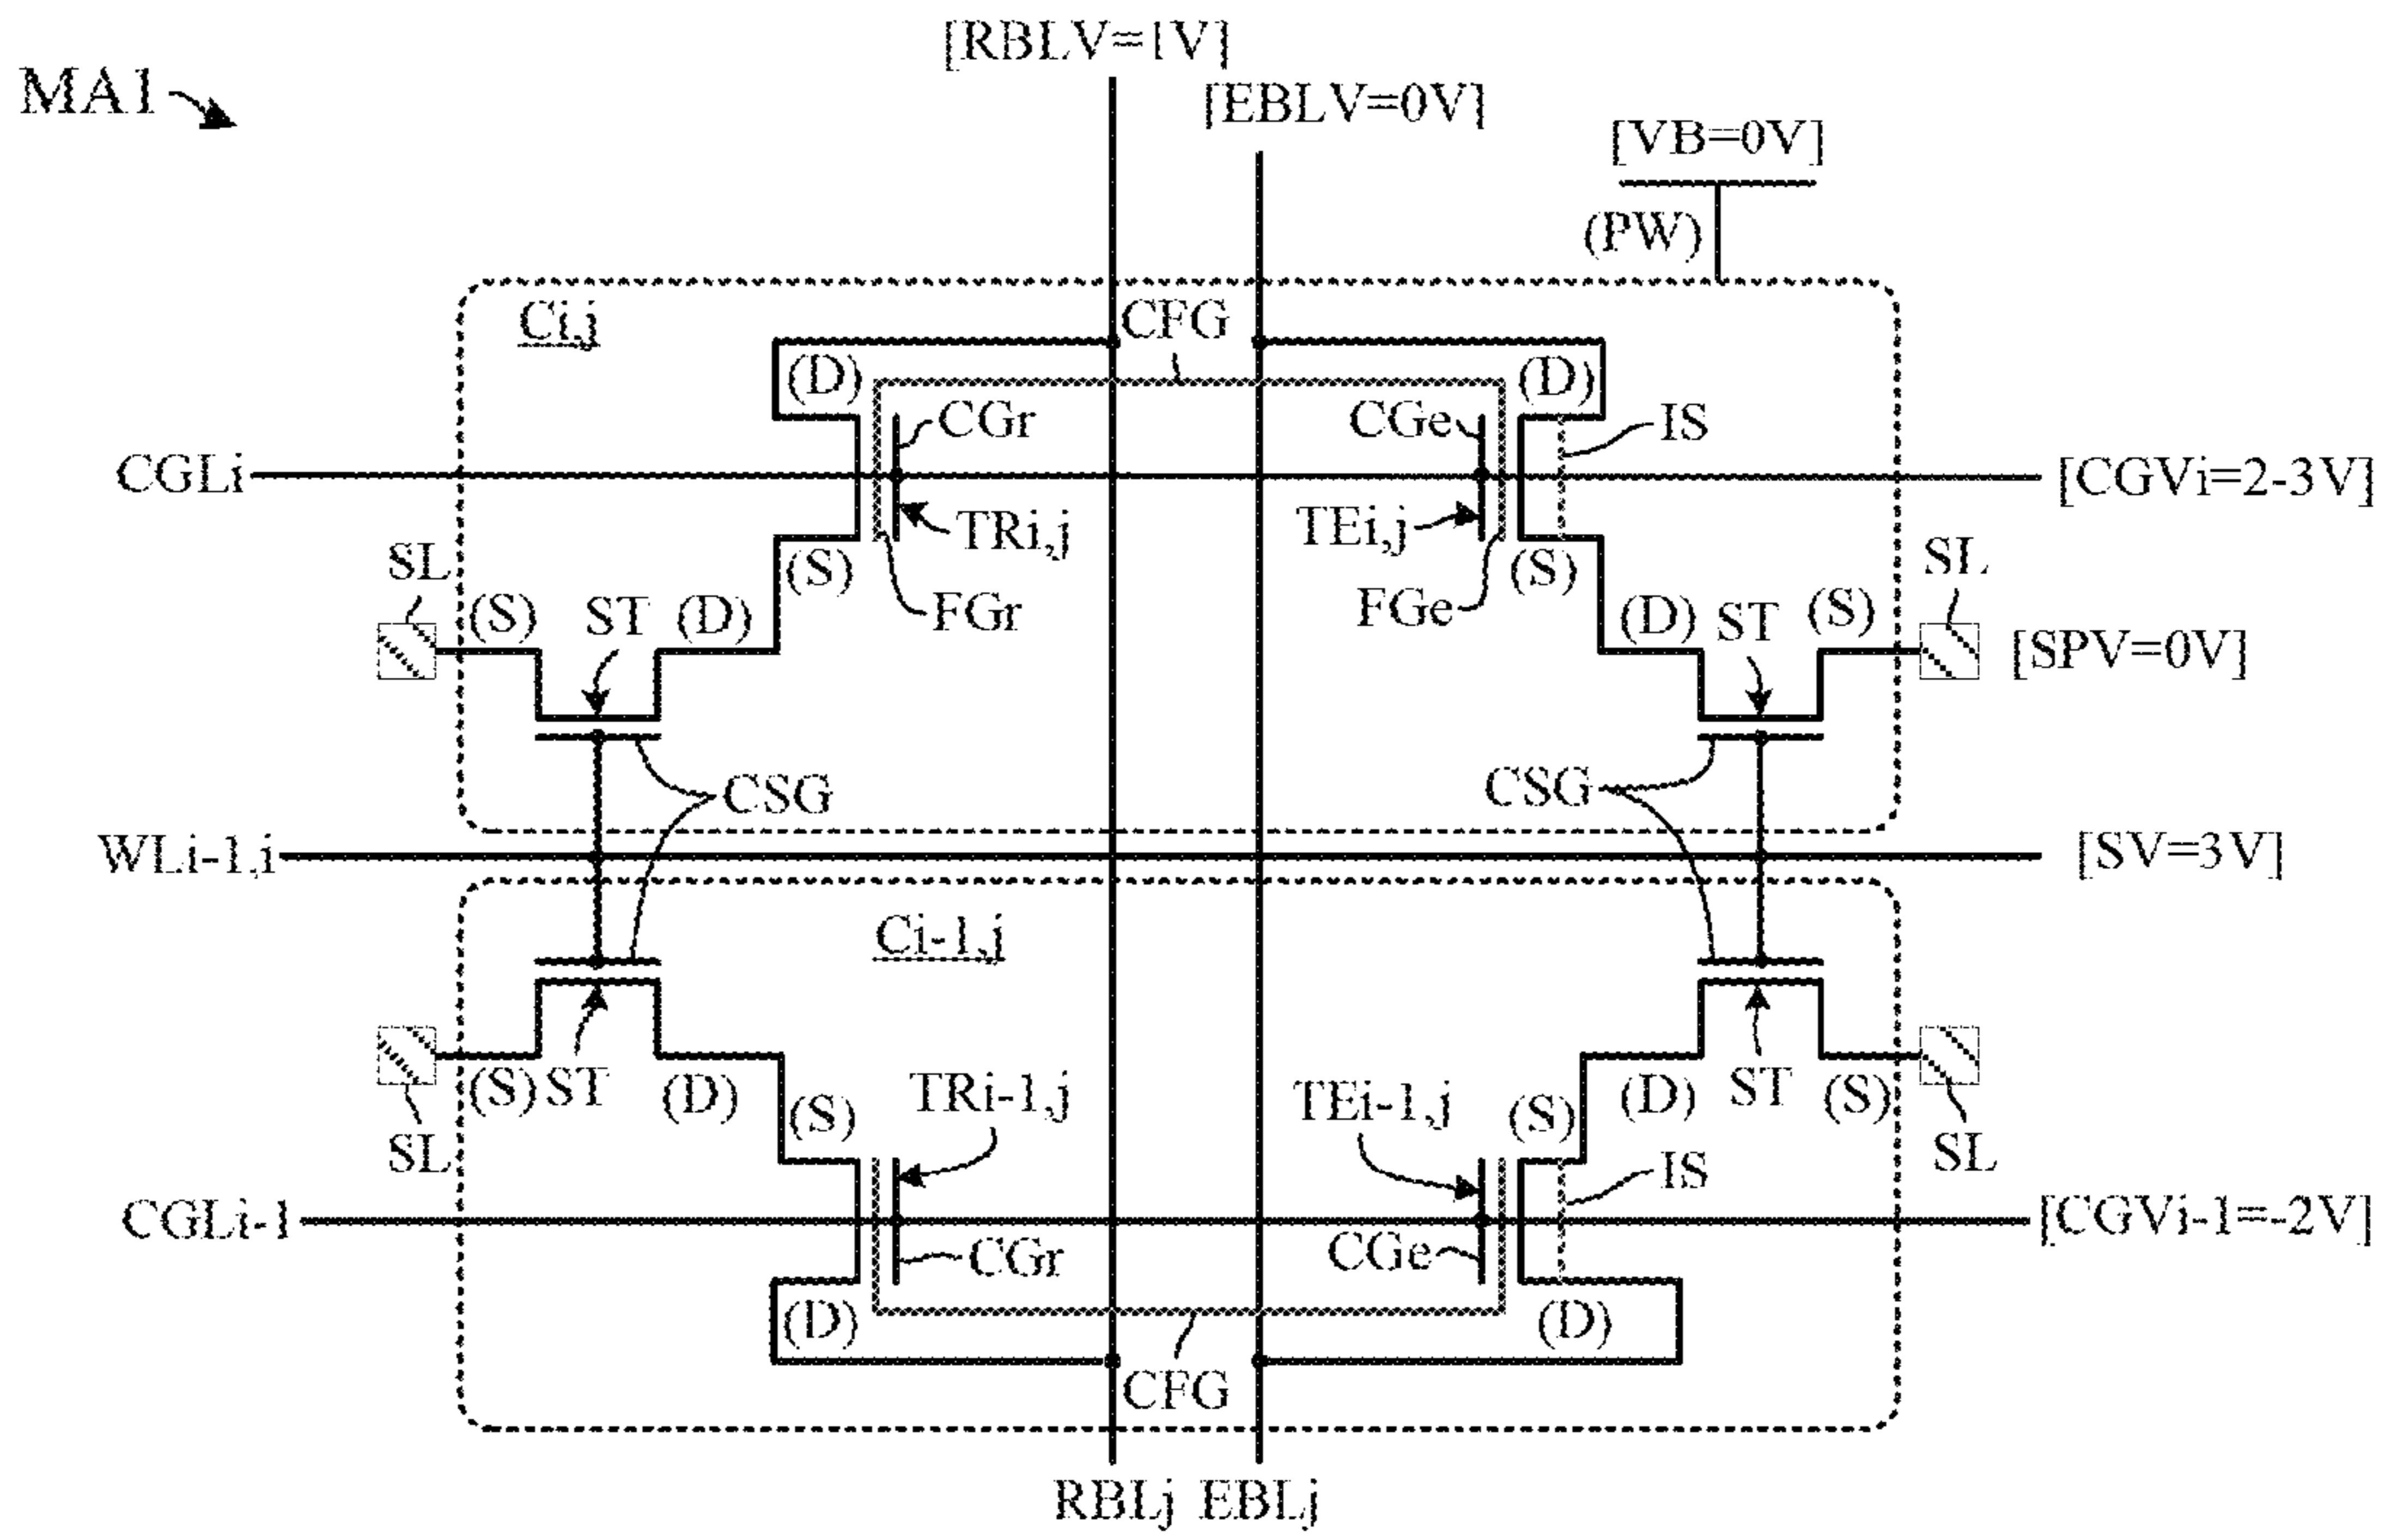 [RBLV=1V]
MA1
[EBLV=0V]
[VB=0V]
(PW)
Ci,j
CFG
(D)
(D)
CGr
CGe
IS
CGLi
[CGVi=2-3V]
TRi,j
TEi,j
SL
(S)
(S)
SL
(S)
ST
(D)
FGr
FGe
(D)
ST
(S)
[SPV=0V]
CSG
CSG
WLi-1,i
[SV=3V]
Ci-1,j
(S)
ST
(D)
TRi-1,j
TEi-1,j
(D)
ST
(S)
(S)
(S)
SL
SL
IS
CGLi-1
[CGVi-1=-2V]
CGr
CGe
(D)
(D)
CFG
RBLj
EBLj